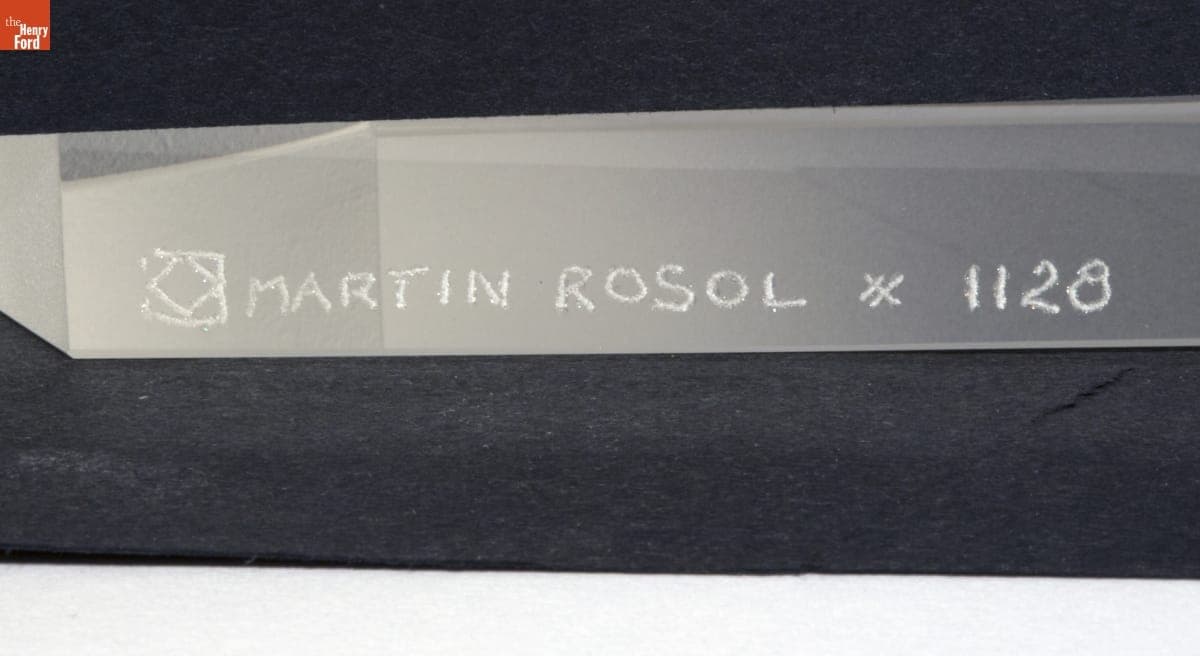 the
Henry
Ford
MARTIN ROSOL * 1128